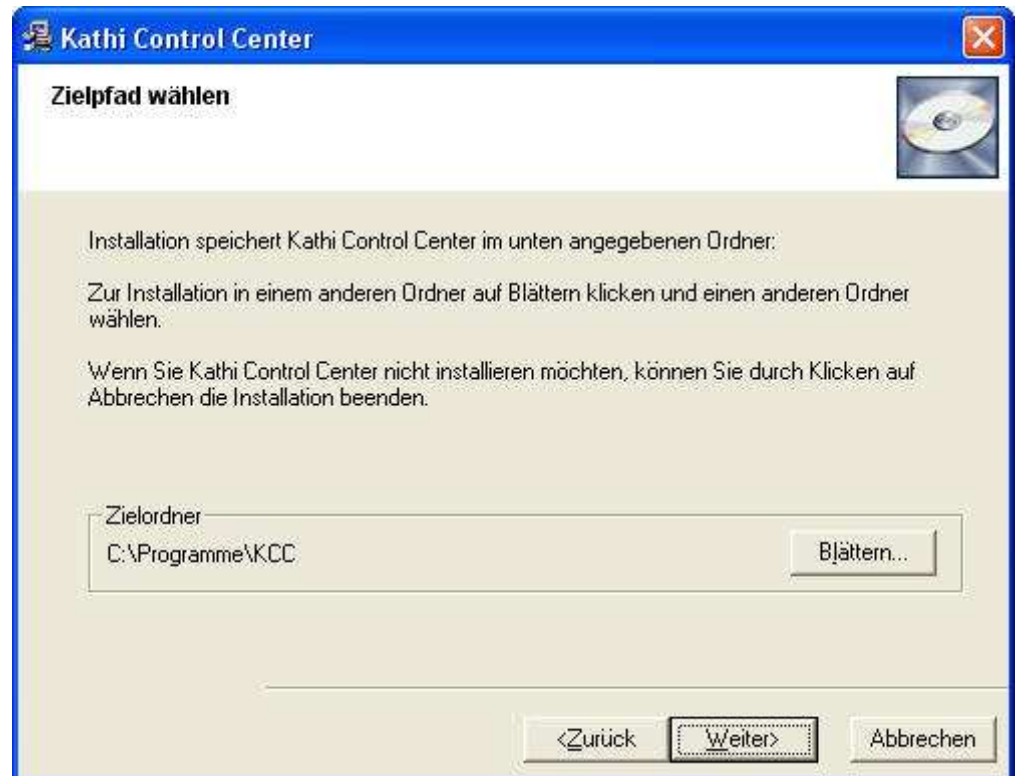 Kathi Control Center
Zielpfad wählen
Installation speichert Kathi Control Center im unten angegebenen Ordner:
Zur Installation in einem anderen Ordner auf Blättern klicken und einen anderen Ordner
wählen.
Wenn Sie Kathi Control Center nicht installieren möchten, können Sie durch Klicken auf
Abbrechen die Installation beenden.
Zielordner
C:\Programme\KCC
Blättern...
<Zurück
Weiter>
Abbrechen